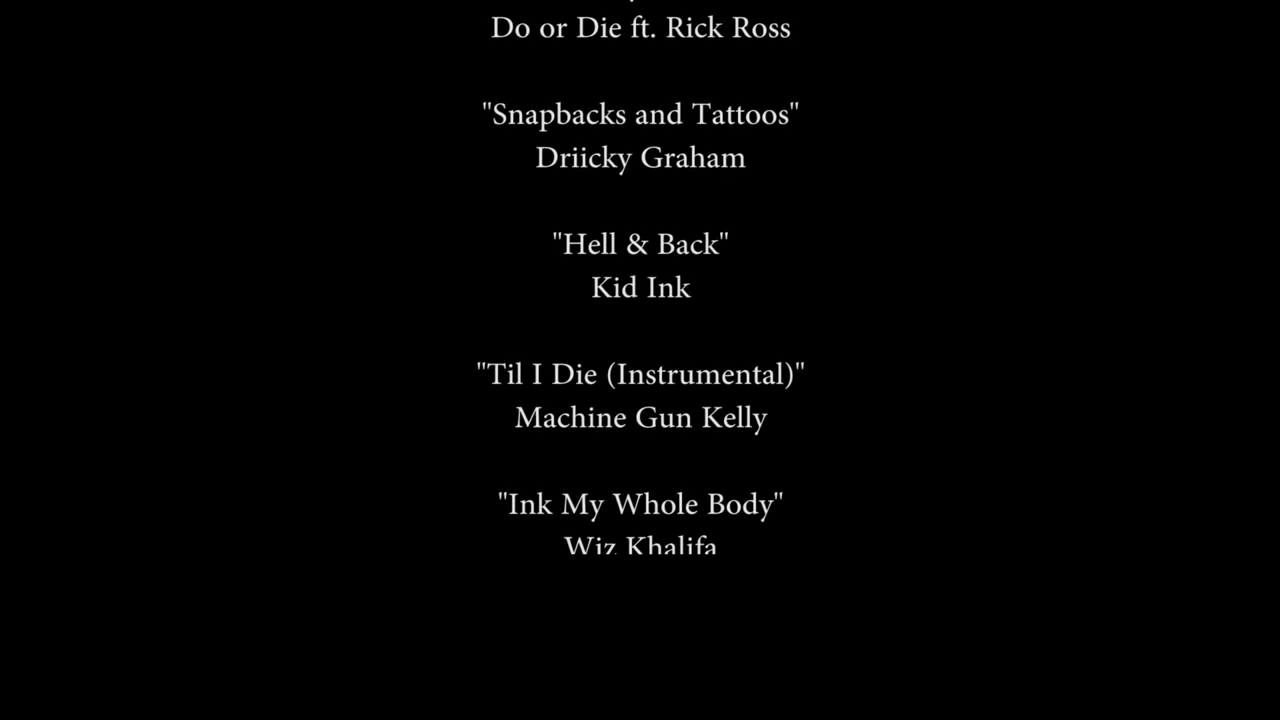 Do or Die ft. Rick Ross
"Snapbacks and Tattoos"
Driicky Graham
"Hell & Back"
Kid Ink
"Til I Die (Instrumental)"
Machine Gun Kelly
"Ink My Whole Body"
Wiz Khalifa